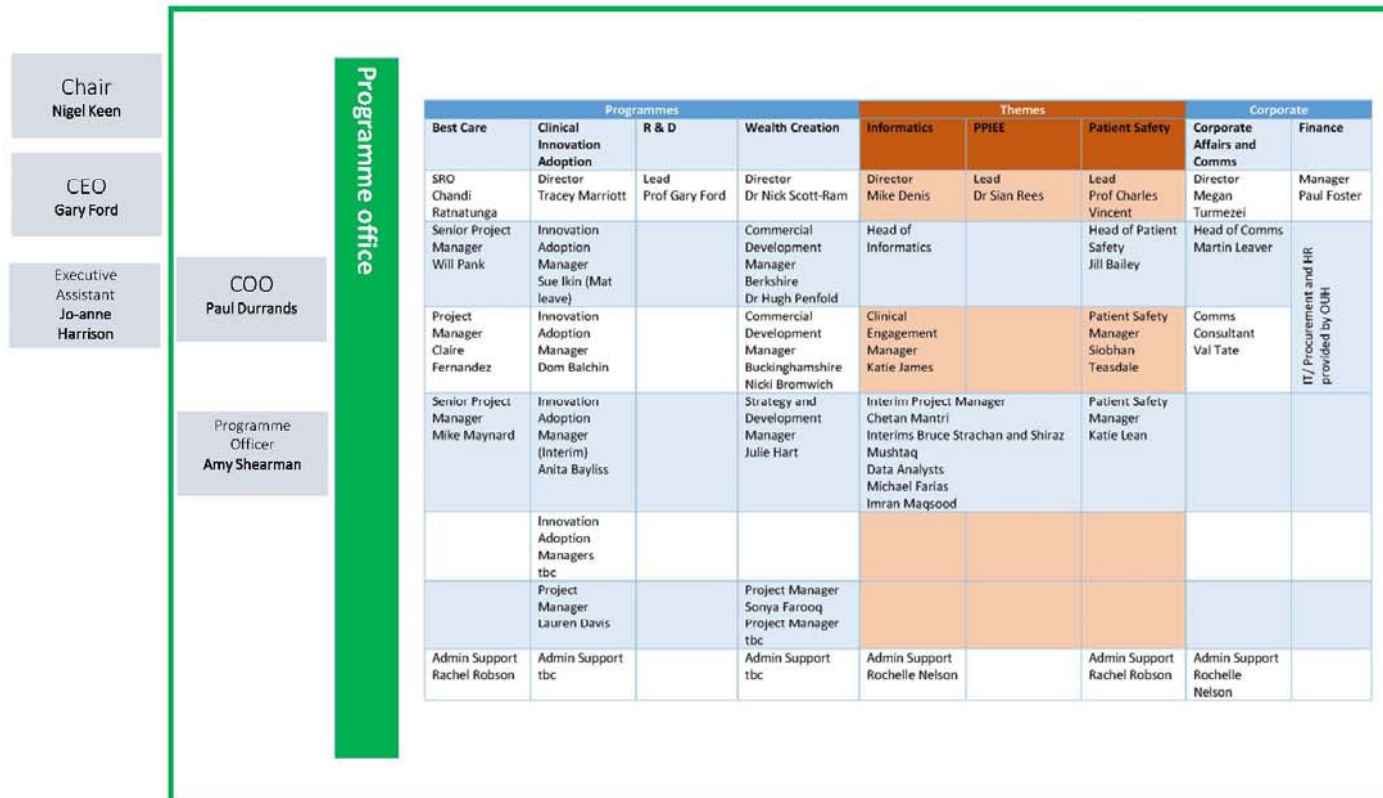 Chair
Nigel Keen
CEO
Gary Ford
Executive
Assistant
Jo-anne
Harrison
COO
Paul Durrands
Programme
Officer
Amy Shearman
Programme office
Programmes
Themes
Corporate
Best Care
Clinical
Innovation
Adoption
R & D
Wealth Creation
Informatics
PPIEE
Patient Safety
Corporate
Affairs and
Comms
Finance
SRO
Chandi
Ratnatunga
Director
Tracey Marriott
Lead
Prof Gary Ford
Director
Dr Nick Scott-Ram
Director
Mike Denis
Lead
Dr Sian Rees
Lead
Prof Charles
Vincent
Director
Megan
Turmezei
Manager
Paul Foster
Senior Project
Manager
Will Pank
Innovation
Adoption
Manager
Sue Ikin (Mat
leave)
Commercial
Development
Manager
Berkshire
Dr Hugh Penfold
Head of
Informatics
Head of Patient
Safety
Jill Bailey
Head of Comms
Martin Leaver
IT/ Procurement and HR
provided by OUH
Project
Manager
Claire
Fernandez
Innovation
Adoption
Manager
Dom Balchin
Commercial
Development
Manager
Buckinghamshire
Nicki Bromwich
Clinical
Engagement
Manager
Katie James
Patient Safety
Manager
Siobhan
Teasdale
Comms
Consultant
Val Tate
Senior Project
Manager
Mike Maynard
Innovation
Adoption
Manager
(Interim)
Anita Bayliss
Strategy and
Development
Manager
Julie Hart
Interim Project Manager
Chetan Mantri
Interims Bruce Strachan and Shiraz
Mushtaq
Data Analysts
Michael Farias
Imran Maqsood
Patient Safety
Manager
Katie Lean
Innovation
Adoption
Managers
tbc
Project
Manager
Lauren Davis
Project Manager
Sonya Farooq
Project Manager
tbc
Admin Support
Rachel Robson
Admin Support
tbc
Admin Support
tbc
Admin Support
Rochelle Nelson
Admin Support
Rachel Robson
Admin Support
Rochelle
Nelson